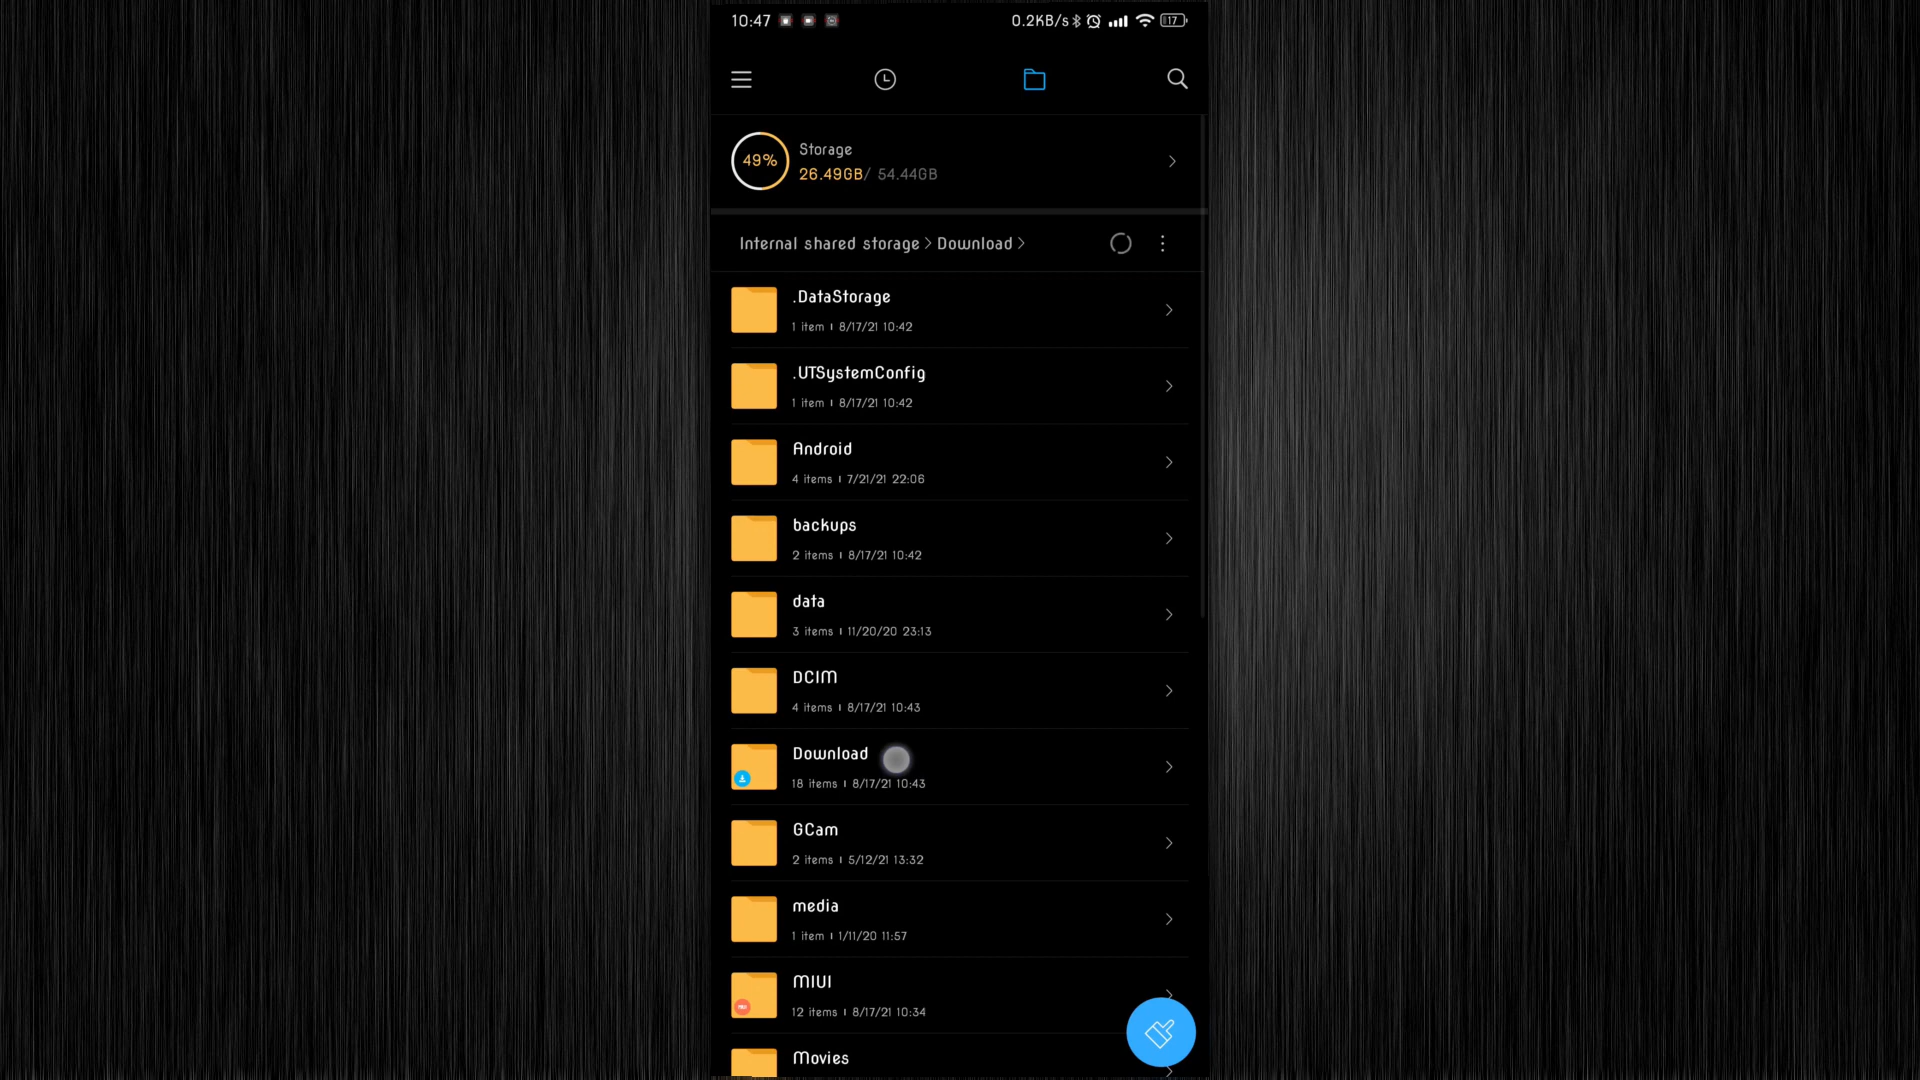 10:47 0.2KB/s 17
49% Storage
26.49GB/ 54.44GB
Internal shared storage > Download >
.DataStorage
1 item | 8/17/21 10:42
.UTSystemConfig
1 item | 8/17/21 10:42
Android
4 items | 7/21/21 22:06
backups
2 items | 8/17/21 10:42
data
3 items | 11/20/20 23:13
DCIM
4 items | 8/17/21 10:43
Download
18 items | 8/17/21 10:43
GCam
2 items | 5/12/21 13:32
media
1 item | 1/11/20 11:57
MIUI
12 items | 8/17/21 10:34
Movies